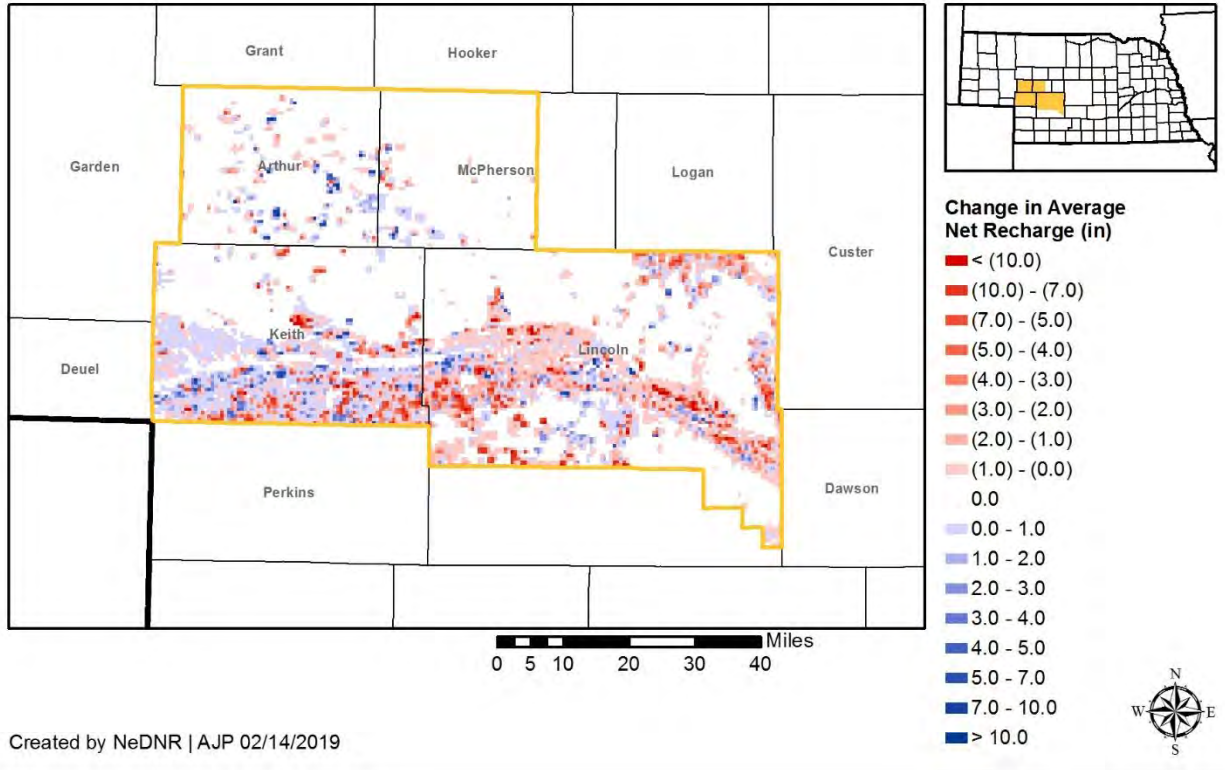 Grant
Hooker
Garden
Arthur
McPherson
Logan
Custer
Keith
Lincoln
Deuel
Perkins
Dawson
Miles
0 5 10 20 30 40
Created by NeDNR | AJP 02/14/2019
Change in Average
Net Recharge (in)
< (10.0)
(10.0) - (7.0)
(7.0) - (5.0)
(5.0) - (4.0)
(4.0) - (3.0)
(3.0) - (2.0)
(2.0) - (1.0)
(1.0) - (0.0)
0.0
0.0 - 1.0
1.0 - 2.0
2.0 - 3.0
3.0 - 4.0
4.0 - 5.0
5.0 - 7.0
7.0 - 10.0
> 10.0
N
W E
S